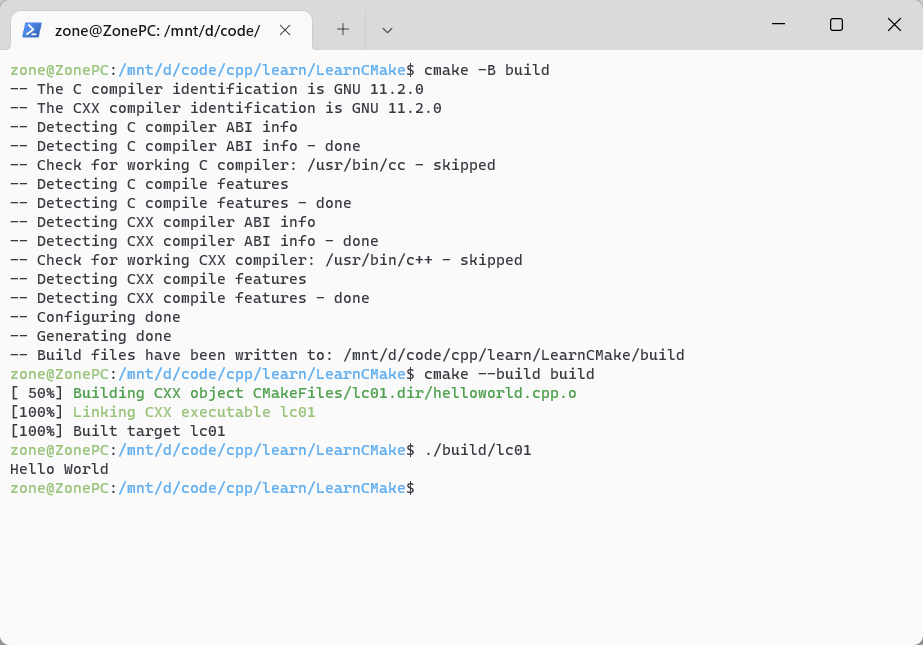 zone@ZonePC: /mnt/d/code/
zone@ZonePC:/mnt/d/code/cpp/learn/LearnCMake$ cmake -B build
-- The C compiler identification is GNU 11.2.0
-- The CXX compiler identification is GNU 11.2.0
-- Detecting C compiler ABI info
-- Detecting C compiler ABI info - done
-- Check for working C compiler: /usr/bin/cc - skipped
-- Detecting C compile features
-- Detecting C compile features - done
-- Detecting CXX compiler ABI info
-- Detecting CXX compiler ABI info - done
-- Check for working CXX compiler: /usr/bin/c++ - skipped
-- Detecting CXX compile features
-- Detecting CXX compile features - done
-- Configuring done
-- Generating done
-- Build files have been written to: /mnt/d/code/cpp/learn/LearnCMake/build
zone@ZonePC:/mnt/d/code/cpp/learn/LearnCMake$ cmake --build build
[ 50%] Building CXX object CMakeFiles/lc01.dir/helloworld.cpp.o
[100%] Linking CXX executable lc01
[100%] Built target lc01
zone@ZonePC:/mnt/d/code/cpp/learn/LearnCMake$ ./build/lc01
Hello World
zone@ZonePC:/mnt/d/code/cpp/learn/LearnCMake$